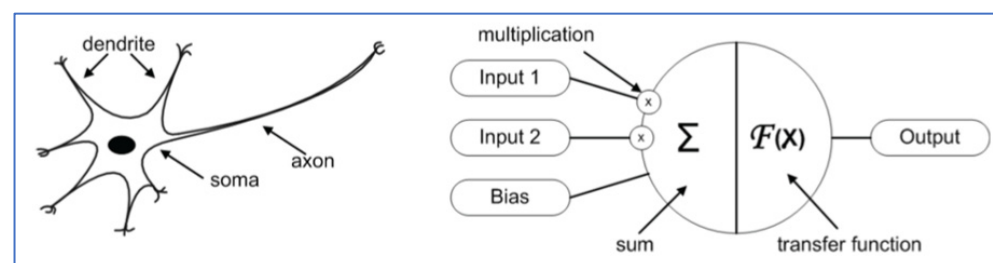 dendrite
axon
soma
multiplication
Input 1
x
Input 2
x
Bias
Σ
F(X)
Output
sum
transfer function